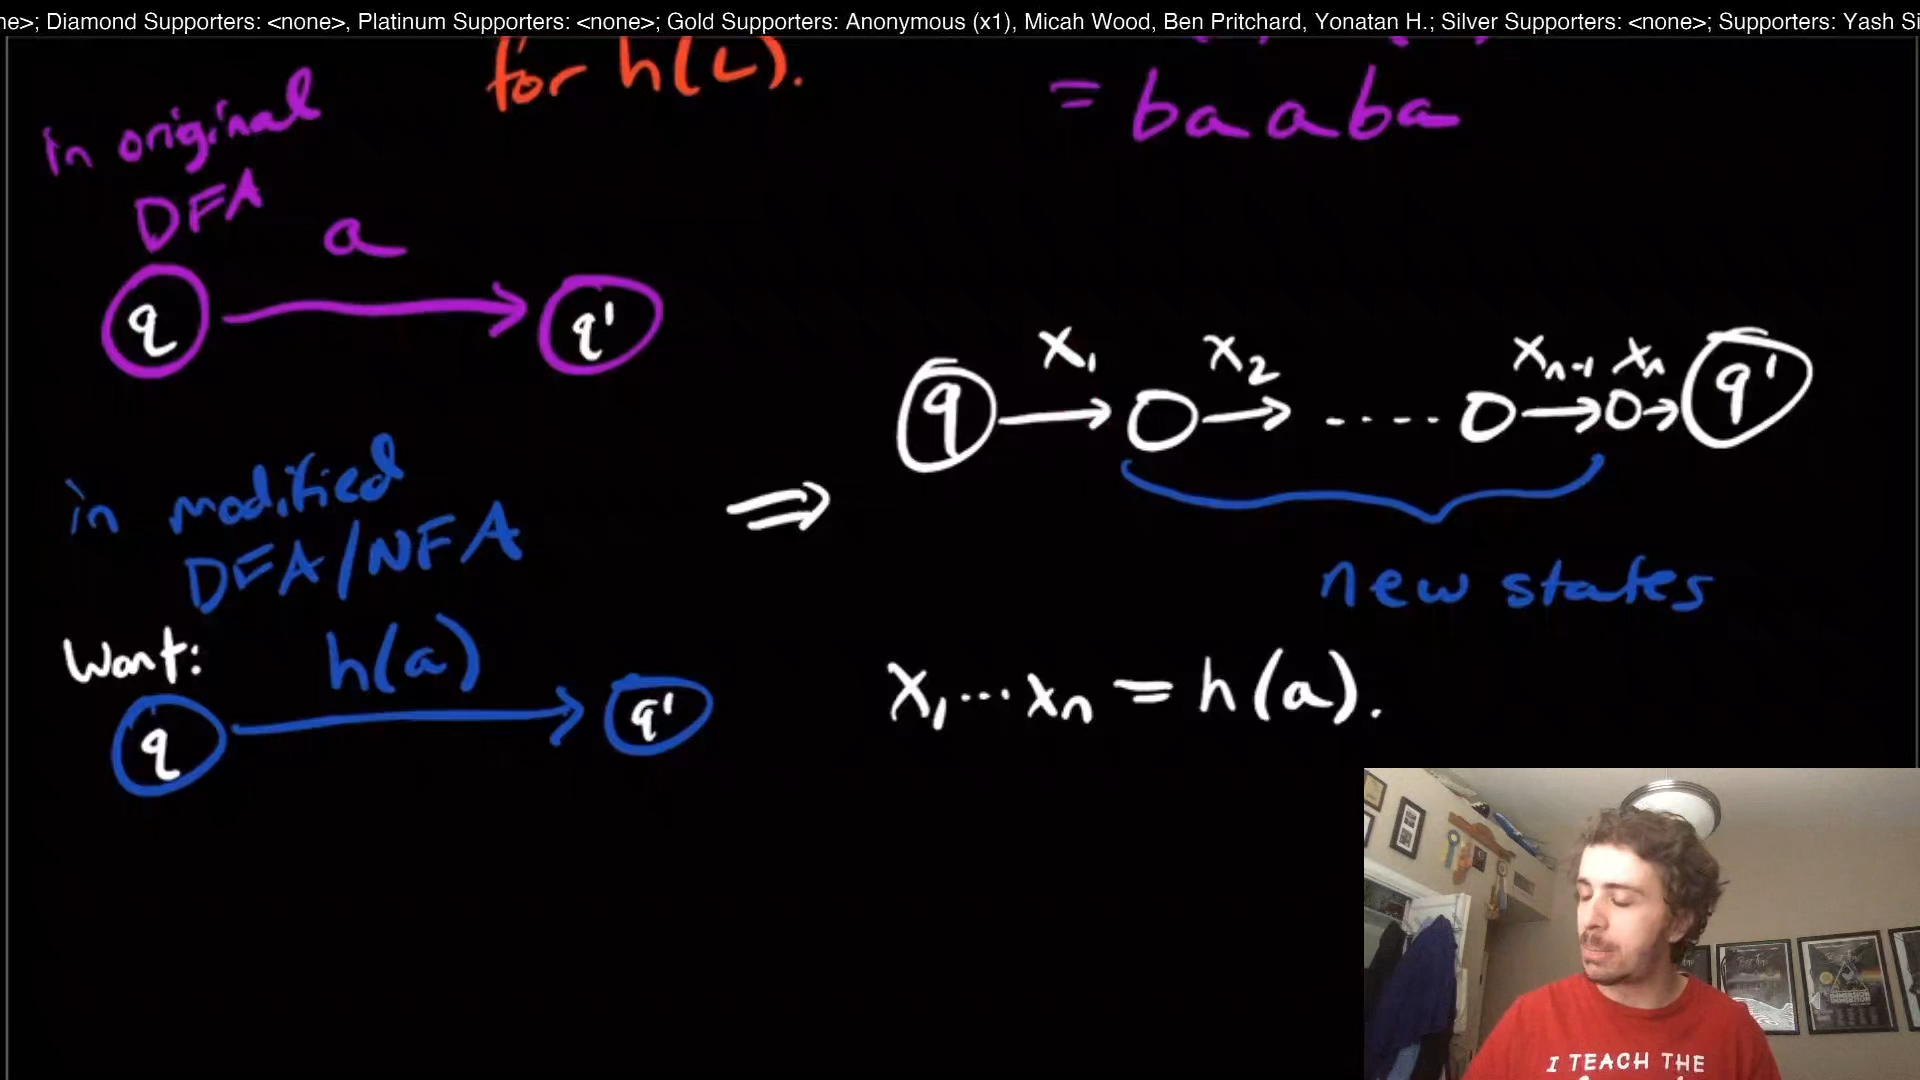 ne>; Diamond Supporters: <none>, Platinum Supporters: <none>; Gold Supporters: Anonymous (x1), Micah Wood, Ben Pritchard, Yonatan H.; Silver Supporters: <none>; Supporters: Yash Si
for h(L).
= baaba
in original
DFA
a
q
q'
x₁ x₂ xₙ₋₁ xₙ
q ..... q'
in modified
DFA/NFA
⇒
new states
Want: h(a)
q
q'
x₁...xₙ = h(a).
I TEACH THE